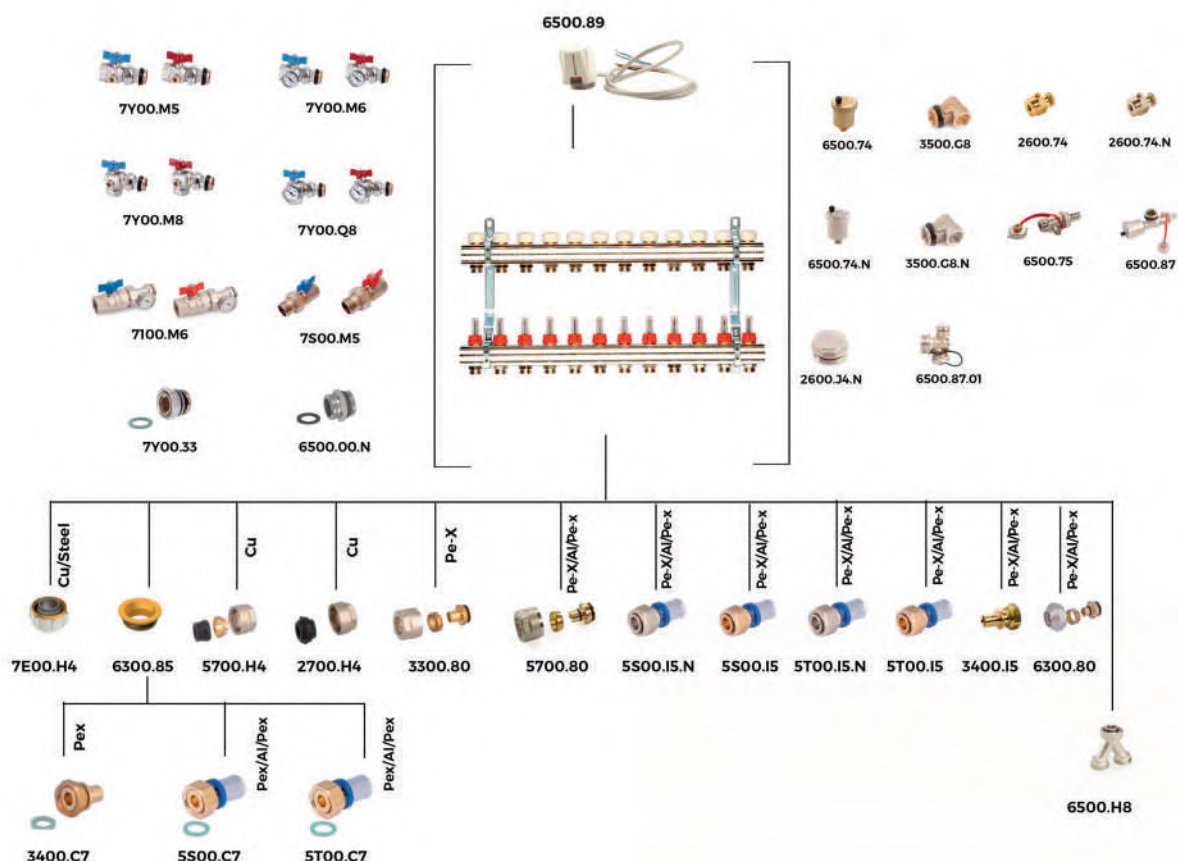 6500.89
7Y00.M5
7Y00.M6
7Y00.M8
7Y00.Q8
7100.M6
7S00.M5
7Y00.33
6500.00.N
6500.74
3500.G8
2600.74
2600.74.N
6500.74.N
3500.G8.N
6500.75
6500.87
2600.J4.N
6500.87.01
Cu/Steel
Cu
Cu
Pe-X
Pe-X/Al/Pe-x
Pe-X/Al/Pe-x
Pe-X/Al/Pe-x
Pe-X/Al/Pe-x
Pe-X/Al/Pe-x
Pe-X/Al/Pe-x
Pe-X/Al/Pe-x
7E00.H4
6300.85
5700.H4
2700.H4
3300.80
5700.80
5S00.15.N
5S00.15
5T00.15.N
5T00.15
3400.15
6300.80
Pex
Pex/Al/Pex
Pex/Al/Pex
3400.C7
5S00.C7
5T00.C7
6500.H8